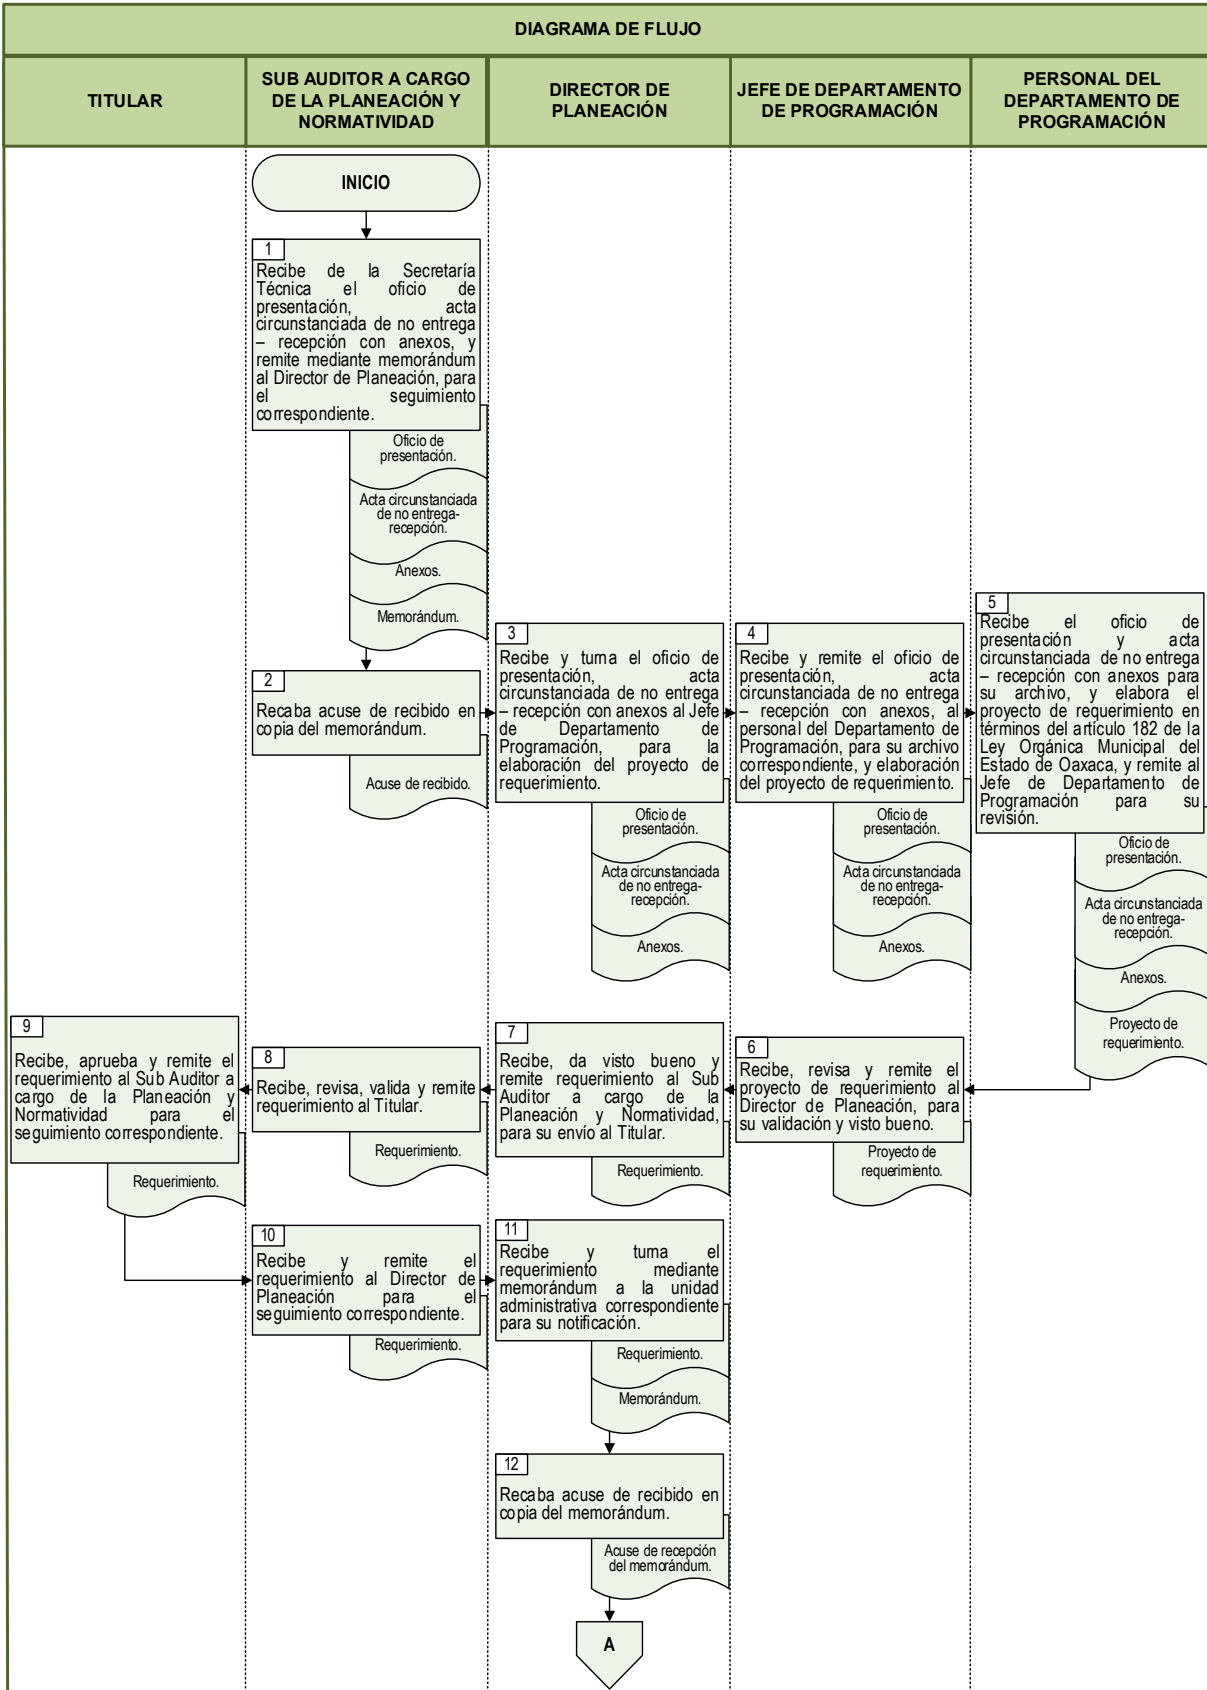 DIAGRAMA DE FLUJO
TITULAR
SUB AUDITOR A CARGO
DE LA PLANEACIÓN Y
NORMATIVIDAD
DIRECTOR DE
PLANEACIÓN
JEFE DE DEPARTAMENTO
DE PROGRAMACIÓN
PERSONAL DEL
DEPARTAMENTO DE
PROGRAMACIÓN
INICIO
1
Recibe de la Secretaría
Técnica el oficio de
presentación, acta
circunstanciada de no entrega
– recepción con anexos, y
remite mediante memorándum
al Director de Planeación, para
el seguimiento
correspondiente.
Oficio de
presentación.
Acta circunstanciada
de no entrega-
recepción.
Anexos.
Memorándum.
2
Recaba acuse de recibido en
copia del memorándum.
Acuse de recibido.
3
Recibe y turna el oficio de
presentación, acta
circunstanciada de no entrega
– recepción con anexos al Jefe
de Departamento de
Programación, para la
elaboración del proyecto de
requerimiento.
Oficio de
presentación.
Acta circunstanciada
de no entrega-
recepción.
Anexos.
4
Recibe y remite el oficio de
presentación, acta
circunstanciada de no entrega
– recepción con anexos, al
personal del Departamento de
Programación, para su archivo
correspondiente, y elaboración
del proyecto de requerimiento.
Oficio de
presentación.
Acta circunstanciada
de no entrega-
recepción.
Anexos.
5
Recibe el oficio de
presentación y acta
circunstanciada de no entrega
– recepción con anexos para
su archivo, y elabora el
proyecto de requerimiento en
términos del artículo 182 de la
Ley Orgánica Municipal del
Estado de Oaxaca, y remite al
Jefe de Departamento de
Programación para su
revisión.
Oficio de
presentación.
Acta circunstanciada
de no entrega-
recepción.
Anexos.
Proyecto de
requerimiento.
9
Recibe, aprueba y remite el
requerimiento al Sub Auditor a
cargo de la Planeación y
Normatividad para el
seguimiento correspondiente.
Requerimiento.
8
Recibe, revisa, valida y remite
requerimiento al Titular.
Requerimiento.
7
Recibe, da visto bueno y
remite requerimiento al Sub
Auditor a cargo de la
Planeación y Normatividad,
para su envío al Titular.
Requerimiento.
6
Recibe, revisa y remite el
proyecto de requerimiento al
Director de Planeación, para
su validación y visto bueno.
Proyecto de
requerimiento.
10
Recibe y remite el
requerimiento al Director de
Planeación para el
seguimiento correspondiente.
Requerimiento.
11
Recibe y turna el
requerimiento mediante
memorándum a la unidad
administrativa correspondiente
para su notificación.
Requerimiento.
Memorándum.
12
Recaba acuse de recibido en
copia del memorándum.
Acuse de recepción
del memorándum.
A